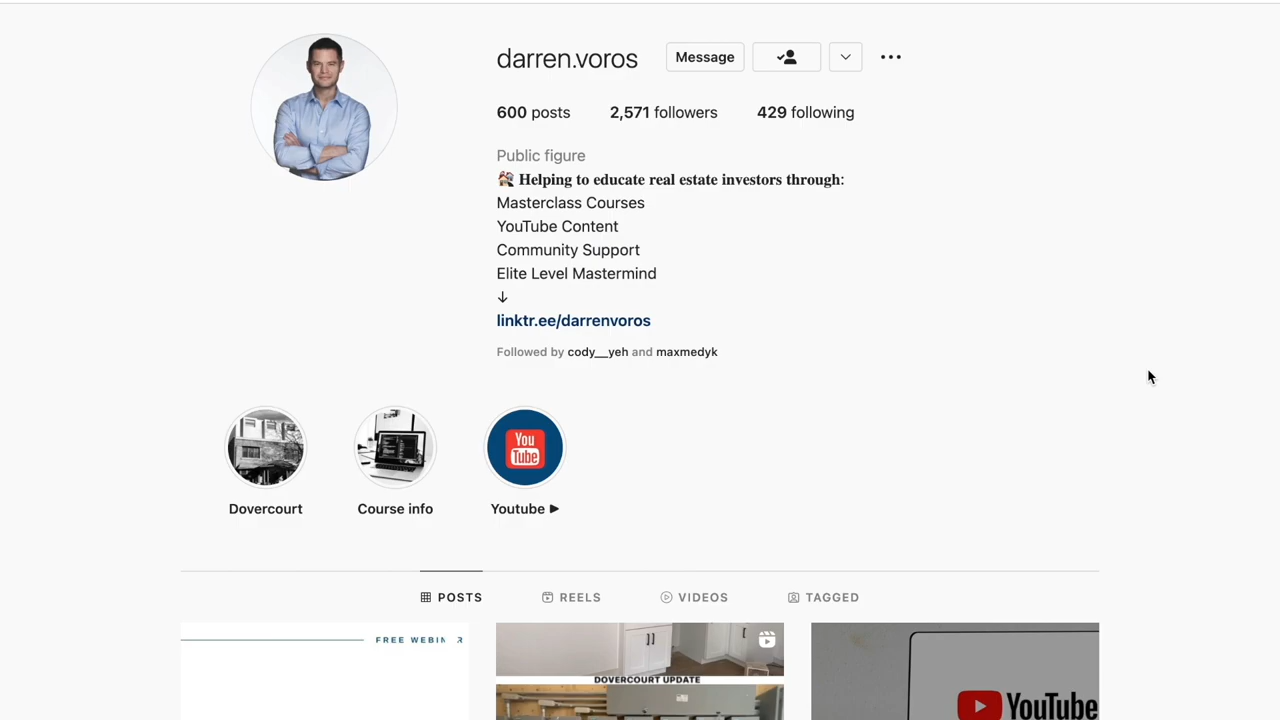 darren.voros
Message
600 posts 2,571 followers 429 following
Public figure
Helping to educate real estate investors through:
Masterclass Courses
YouTube Content
Community Support
Elite Level Mastermind
↓
linktr.ee/darrenvoros
Followed by cody__yeh and maxmedyk
You
Tube
Dovercourt Course info Youtube ▶
POSTS REELS VIDEOS TAGGED
FREE
DOVERCOURT UPDATE
YouTube